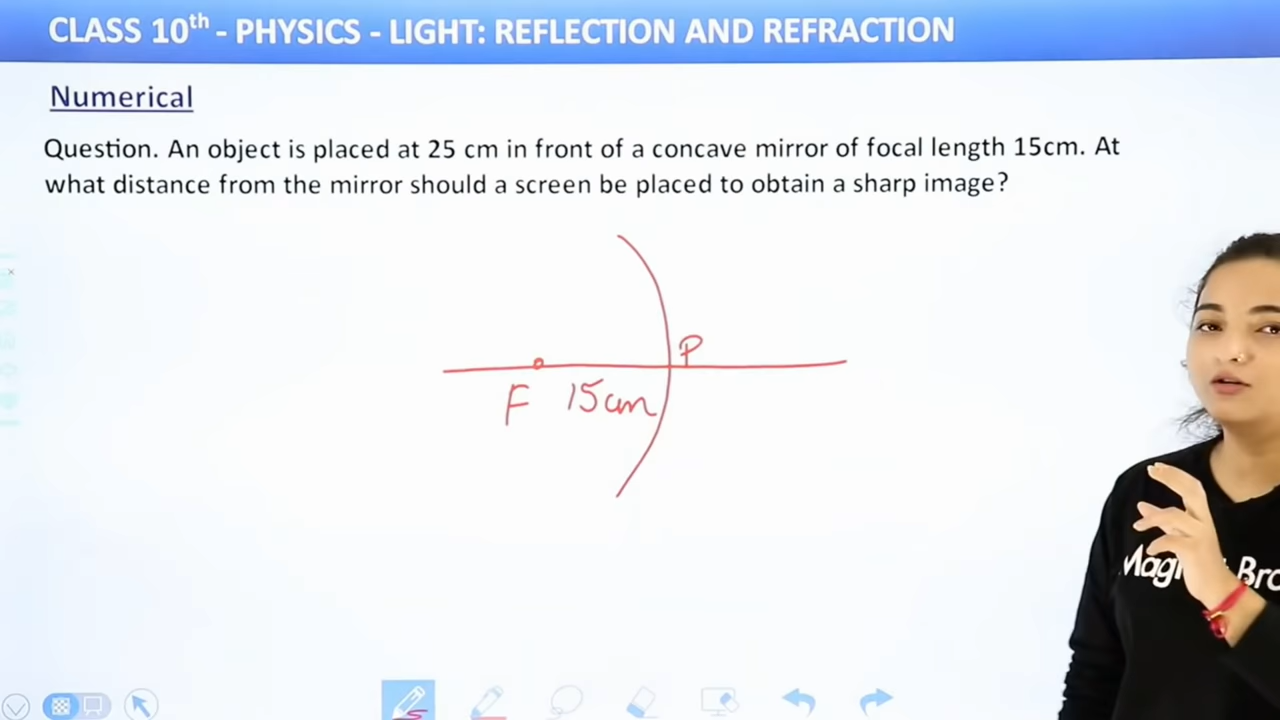 CLASS 10th - PHYSICS - LIGHT: REFLECTION AND REFRACTION
Numerical
Question. An object is placed at 25 cm in front of a concave mirror of focal length 15cm. At
what distance from the mirror should a screen be placed to obtain a sharp image?
P
F 15cm